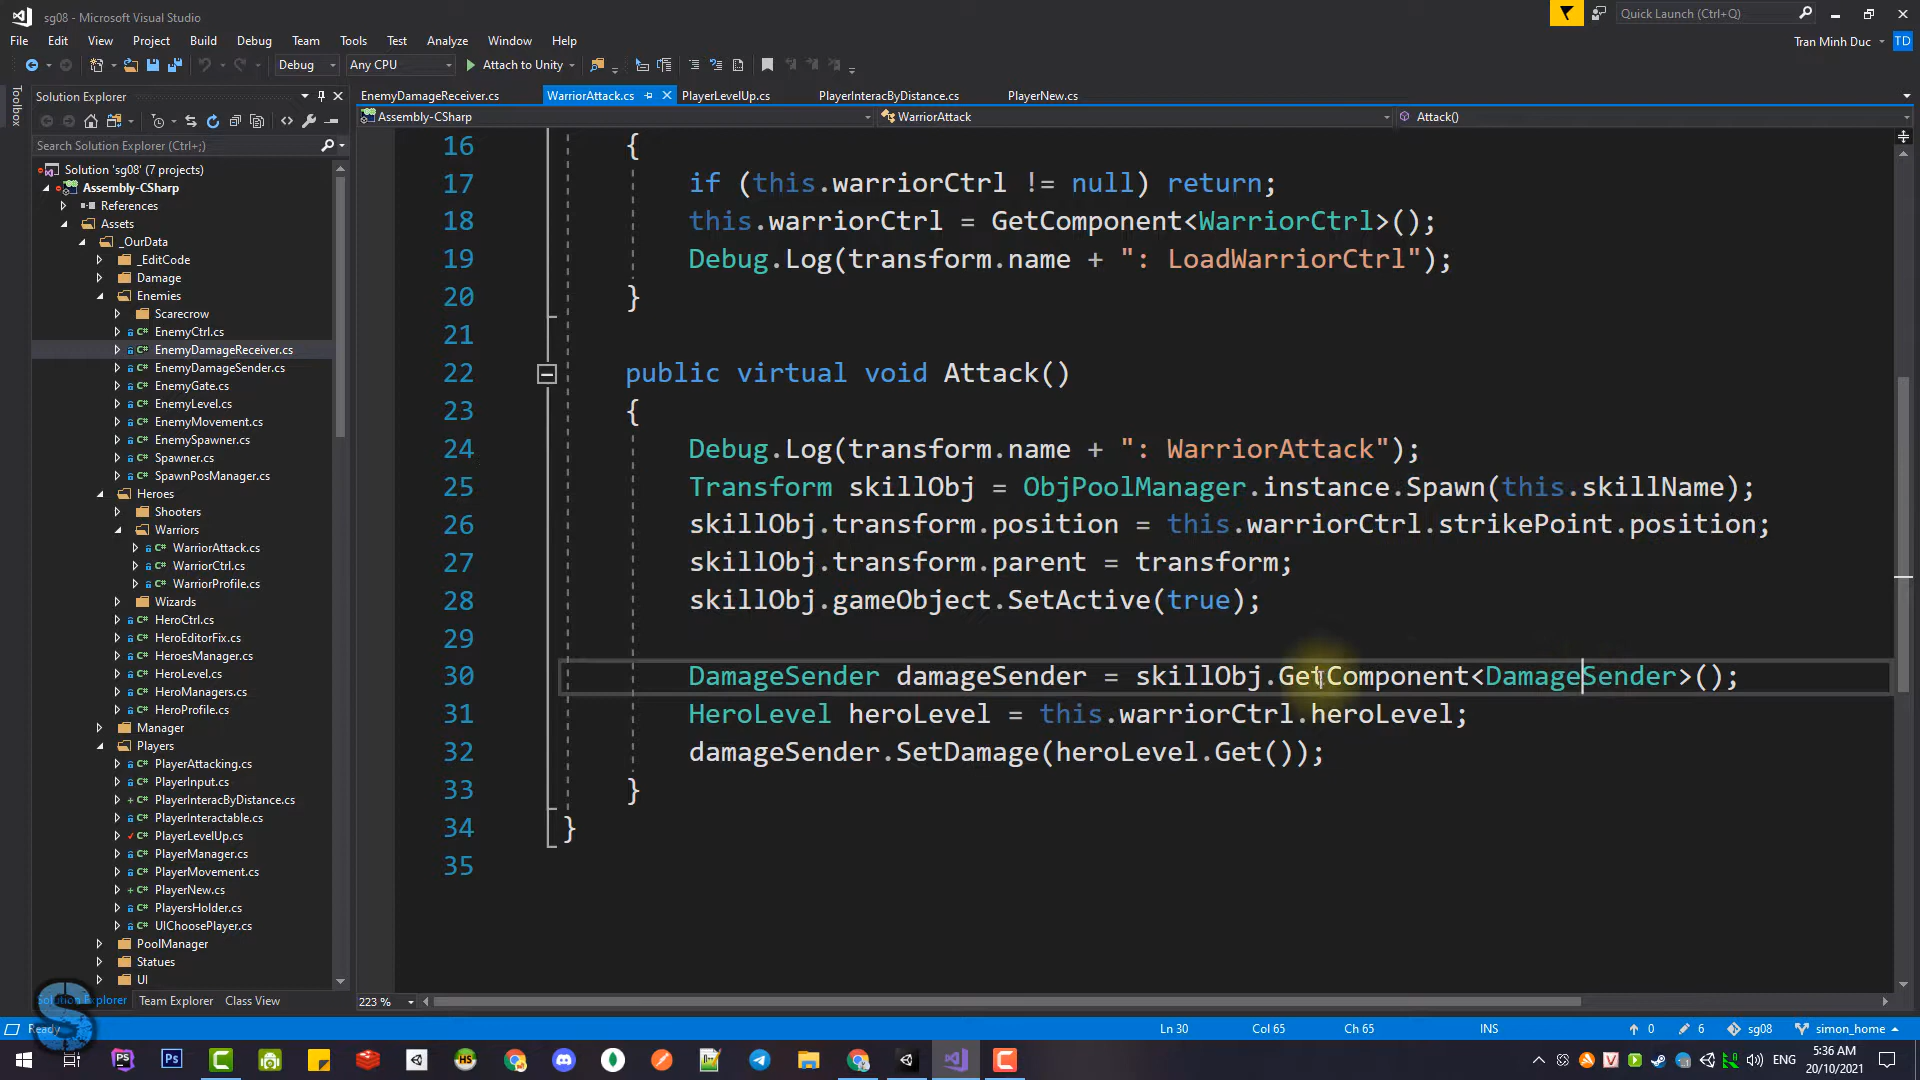 sg08 - Microsoft Visual Studio
Quick Launch (Ctrl+Q)
File Edit View Project Build Debug Team Tools Test Analyze Window Help
Tran Minh Duc TD
Debug Any CPU Attach to Unity
Toolbox
Solution Explorer
EnemyDamageReceiver.cs WarriorAttack.cs PlayerLevelUp.cs PlayerInteracByDistance.cs PlayerNew.cs
Assembly-CSharp WarriorAttack Attack()
Search Solution Explorer (Ctrl+;)
Solution 'sg08' (7 projects)
Assembly-CSharp
References
Assets
_OurData
_EditCode
Damage
Enemies
Scarecrow
EnemyCtrl.cs
EnemyDamageReceiver.cs
EnemyDamageSender.cs
EnemyGate.cs
EnemyLevel.cs
EnemyMovement.cs
EnemySpawner.cs
Spawner.cs
SpawnPosManager.cs
Heroes
Shooters
Warriors
WarriorAttack.cs
WarriorCtrl.cs
WarriorProfile.cs
Wizards
HeroCtrl.cs
HeroEditorFix.cs
HeroesManager.cs
HeroLevel.cs
HeroManagers.cs
HeroProfile.cs
Manager
Players
PlayerAttacking.cs
PlayerInput.cs
PlayerInteracByDistance.cs
PlayerInteractable.cs
PlayerLevelUp.cs
PlayerManager.cs
PlayerMovement.cs
PlayerNew.cs
PlayersHolder.cs
UIChoosePlayer.cs
PoolManager
Statues
UI
Solution Explorer Team Explorer Class View
16 {
17 if (this.warriorCtrl != null) return;
18 this.warriorCtrl = GetComponent<WarriorCtrl>();
19 Debug.Log(transform.name + ": LoadWarriorCtrl");
20 }
21
22 public virtual void Attack()
23 {
24 Debug.Log(transform.name + ": WarriorAttack");
25 Transform skillObj = ObjPoolManager.instance.Spawn(this.skillName);
26 skillObj.transform.position = this.warriorCtrl.strikePoint.position;
27 skillObj.transform.parent = transform;
28 skillObj.gameObject.SetActive(true);
29
30 DamageSender damageSender = skillObj.GetComponent<DamageSender>();
31 HeroLevel heroLevel = this.warriorCtrl.heroLevel;
32 damageSender.SetDamage(heroLevel.Get());
33 }
34 }
35
223 %
Ready Ln 30 Col 65 Ch 65 INS 0 6 sg08 simon_home
ENG 5:36 AM
20/10/2021